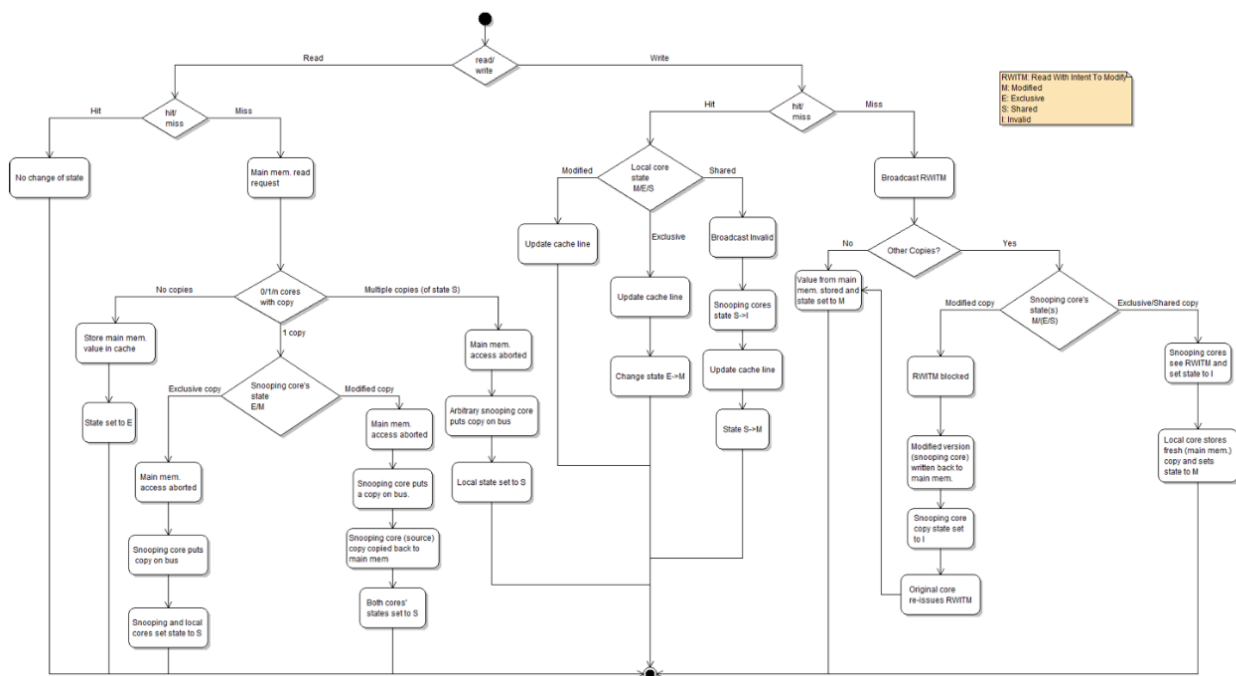 read/
write
Read
Write
RWITM: Read With Intent To Modify
M: Modified
E: Exclusive
S: Shared
I: Invalid
hit/
miss
Hit
Miss
hit/
miss
Hit
Miss
No change of state
Main mem. read
request
Local core
state
M/E/S
Modified
Shared
Exclusive
Broadcast RWITM
Update cache line
Broadcast Invalid
Other Copies?
No
Yes
0/1/n cores
with copy
No copies
Multiple copies (of state S)
1 copy
Update cache line
Snooping cores
state S->I
Value from main
mem. stored and
state set to M
Snooping core's
state(s)
M/(E/S)
Modified copy
Exclusive/Shared copy
Store main mem.
value in cache
Main mem.
access aborted
Change state E->M
Update cache line
RWITM blocked
Snooping cores
see RWITM and
set state to I
Snooping core's
state
E/M
Exclusive copy
Modified copy
State set to E
Main mem.
access aborted
Arbitrary snooping core
puts copy on bus
State S->M
Modified version
(snooping core)
written back to
main mem.
Local core stores
fresh (main mem.)
copy and sets
state to M
Main mem.
access aborted
Snooping core puts
a copy on bus.
Local state set to S
Snooping core
copy state set
to I
Snooping core puts
copy on bus
Snooping core (source)
copy copied back to
main mem
Original core
re-issues RWITM
Snooping and local
cores set state to S
Both cores'
states set to S